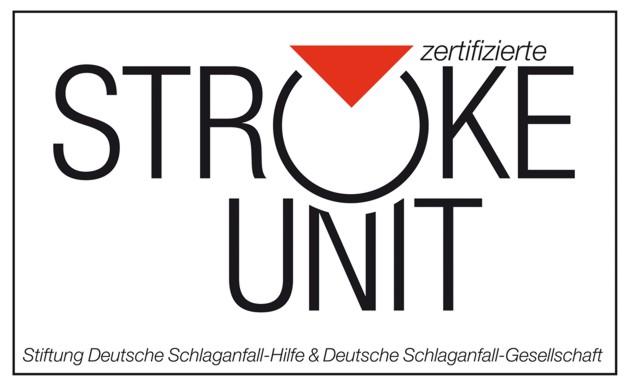 zertifizierte
STROKE
UNIT
Stiftung Deutsche Schlaganfall-Hilfe & Deutsche Schlaganfall-Gesellschaft